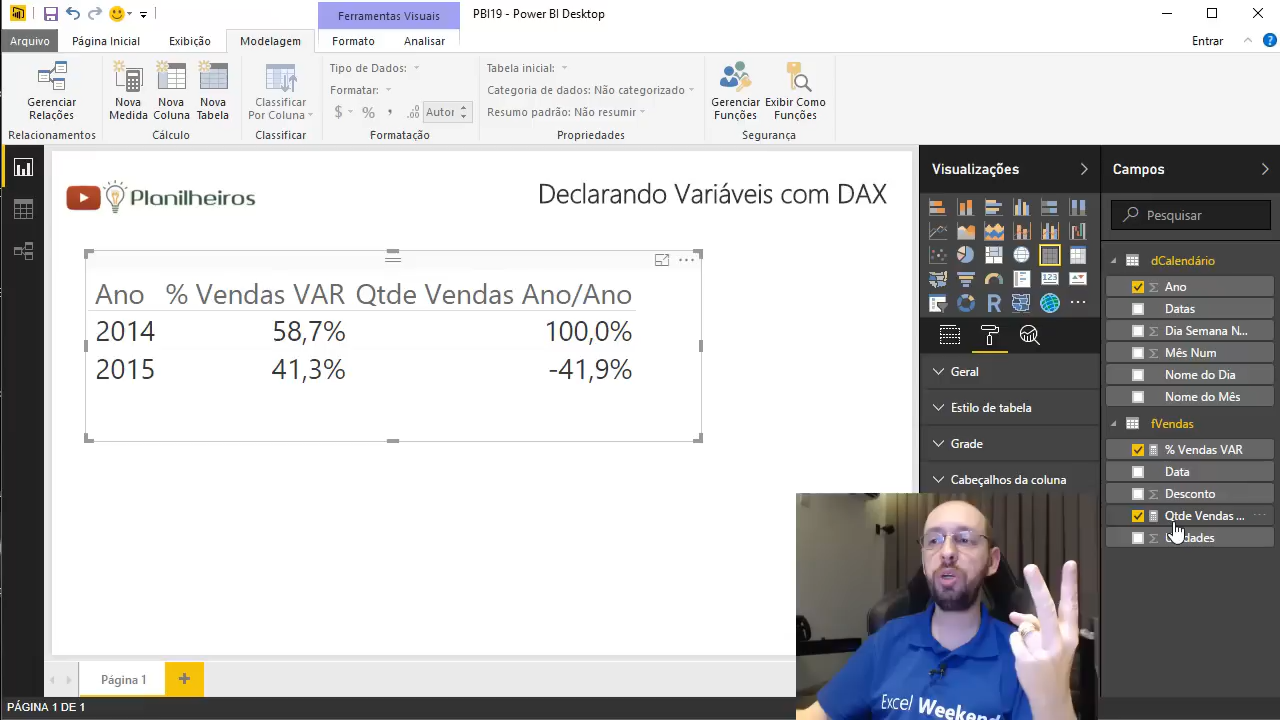 PBI19 - Power BI Desktop
Ferramentas Visuais
Arquivo
Página Inicial
Exibição
Modelagem
Formato
Analisar
Entrar
Gerenciar
Relações
Relacionamentos
Nova
Medida
Nova
Coluna
Nova
Tabela
Cálculo
Classificar
Por Coluna
Classificar
Tipo de Dados:
Formatar:
$ % , .00 Autor
Formatação
Tabela inicial:
Categoria de dados: Não categorizado
Resumo padrão: Não resumir
Propriedades
Gerenciar
Funções
Exibir Como
Funções
Segurança
Planilheiros
Declarando Variáveis com DAX
Ano % Vendas VAR Qtde Vendas Ano/Ano
2014 58,7% 100,0%
2015 41,3% -41,9%
Visualizações
R
123
Geral
Estilo de tabela
Grade
Cabeçalhos da coluna
Campos
Pesquisar
dCalendário
Ano
Datas
Dia Semana N...
Mês Num
Nome do Dia
Nome do Mês
fVendas
% Vendas VAR
Data
Desconto
Qtde Vendas ...
Excel Weekend
Página 1
PÁGINA 1 DE 1